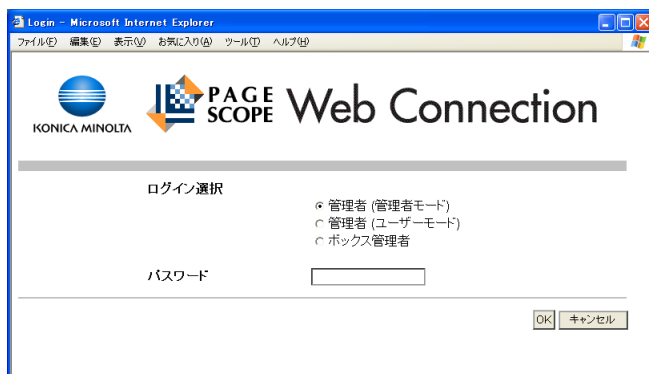 Login - Microsoft Internet Explorer
ファイル(F) 編集(E) 表示(V) お気に入り(A) ツール(T) ヘルプ(H)
KONICA MINOLTA
PAGE SCOPE Web Connection
ログイン選択
管理者 (管理者モード)
管理者 (ユーザーモード)
ボックス管理者
パスワード
OK キャンセル